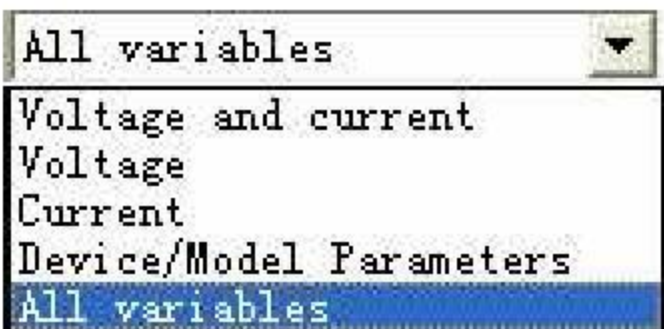 All variables
Voltage and current
Voltage
Current
Device/Model Parameters
All variables